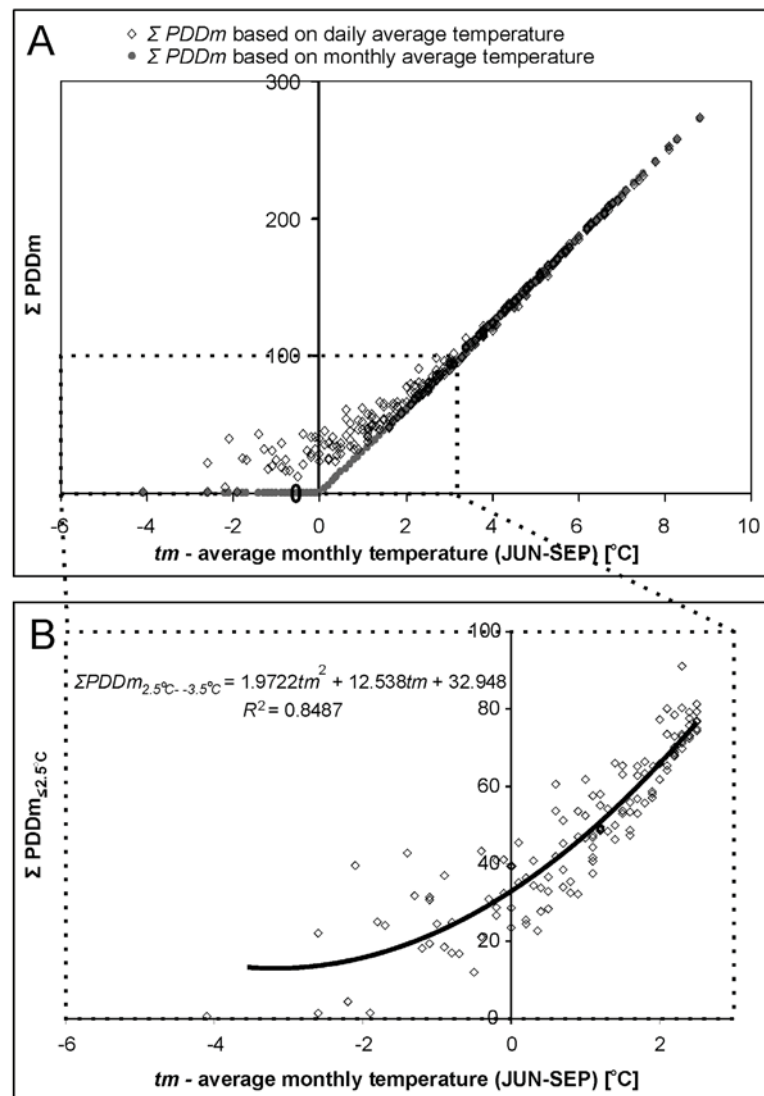 A
◇ Σ PDDm based on daily average temperature
● Σ PDDm based on monthly average temperature
300
200
100
0
Σ PDDm
-6 -4 -2 0 2 4 6 8 10
tm - average monthly temperature (JUN-SEP) [°C]
B
ΣPDDm2.5°C- -3.5°C = 1.9722tm² + 12.538tm + 32.948
R² = 0.8487
100
80
60
40
20
0
Σ PDDm≤2.5°C
-6 -4 -2 0 2
tm - average monthly temperature (JUN-SEP) [°C]